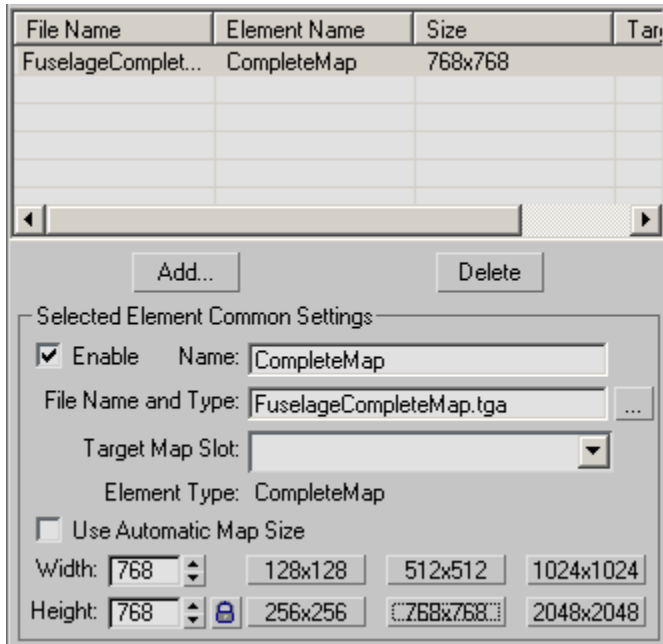 File Name Element Name Size Tar
FuselageComplet... CompleteMap 768x768
Add... Delete
Selected Element Common Settings
Enable Name: CompleteMap
File Name and Type: FuselageCompleteMap.tga ...
Target Map Slot:
Element Type: CompleteMap
Use Automatic Map Size
Width: 768 128x128 512x512 1024x1024
Height: 768 256x256 768x768 2048x2048